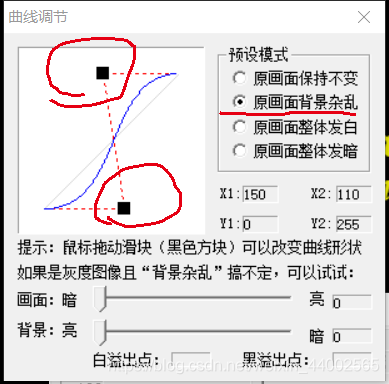 曲线调节
预设模式
原画面保持不变
原画面背景杂乱
原画面整体发白
原画面整体发暗
X1: 150 X2: 110
Y1: 0 Y2: 255
提示：鼠标拖动滑块（黑色方块）可以改变曲线形状
如果是灰度图像且“背景杂乱”搞不定，可以试试：
画面：暗 亮 0
背景：亮 暗 0
白溢出点： 黑溢出点：